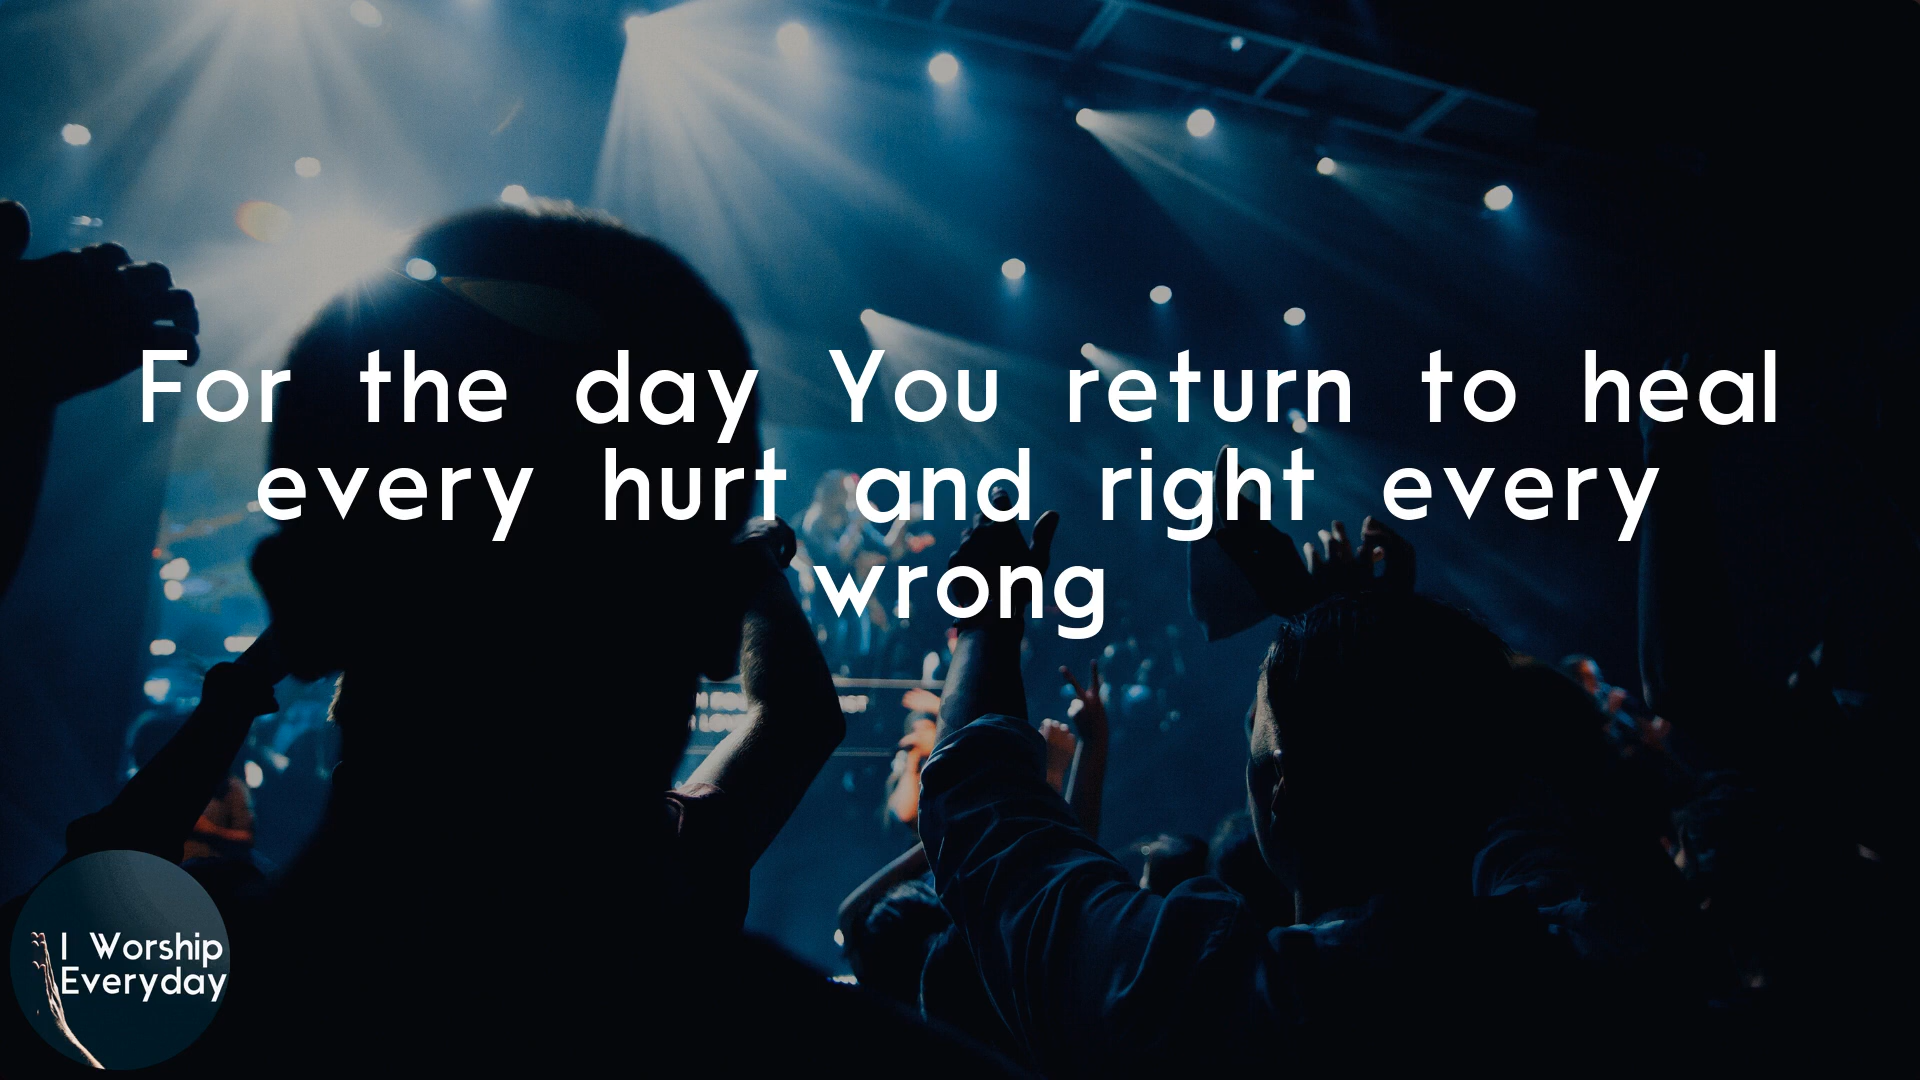 For the day You return to heal
every hurt and right every
wrong
I Worship
Everyday